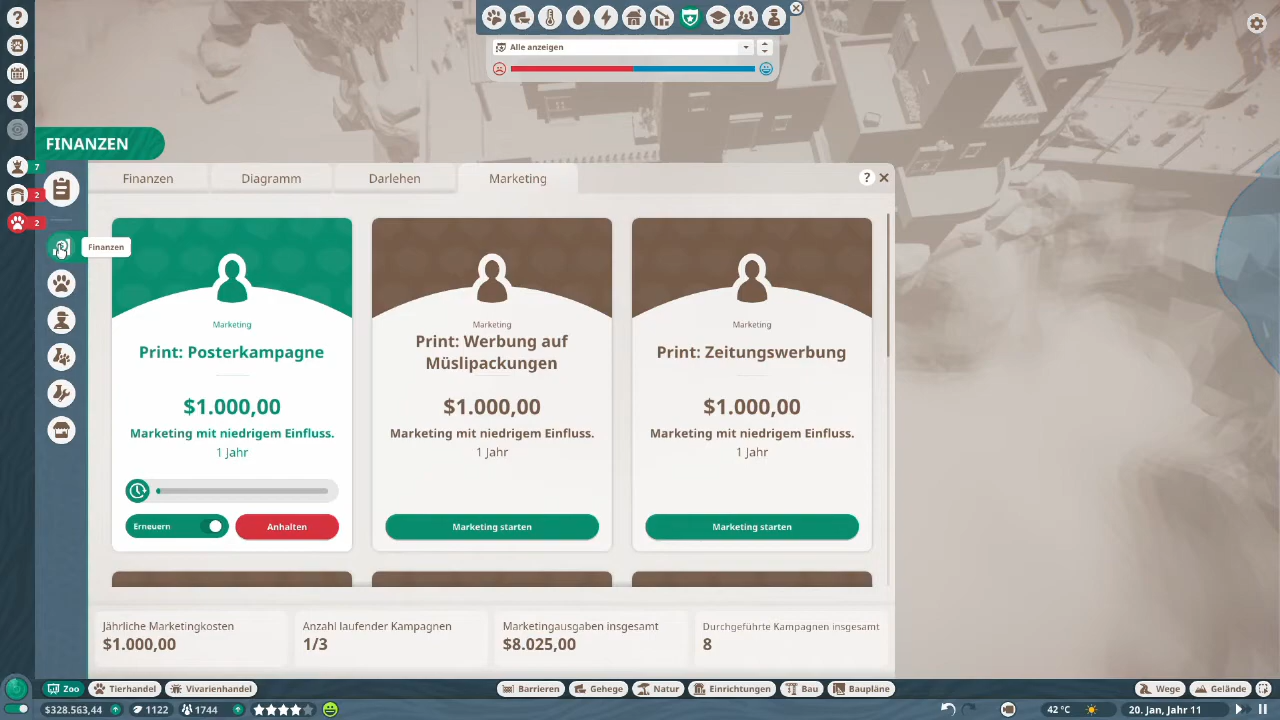 Alle anzeigen
FINANZEN
7
2
2
Finanzen
Finanzen
Diagramm
Darlehen
Marketing
?
Marketing
Print: Posterkampagne
$1.000,00
Marketing mit niedrigem Einfluss.
1 Jahr
Erneuern
Anhalten
Marketing
Print: Werbung auf
Müslipackungen
$1.000,00
Marketing mit niedrigem Einfluss.
1 Jahr
Marketing starten
Marketing
Print: Zeitungswerbung
$1.000,00
Marketing mit niedrigem Einfluss.
1 Jahr
Marketing starten
Jährliche Marketingkosten
$1.000,00
Anzahl laufender Kampagnen
1/3
Marketingausgaben insgesamt
$8.025,00
Durchgeführte Kampagnen insgesamt
8
Zoo
Tierhandel
Vivarienhandel
Barrieren
Gehege
Natur
Einrichtungen
Bau
Baupläne
Wege
Gelände
$328.563,44
1122
1744
42 °C
20. Jan, Jahr 11